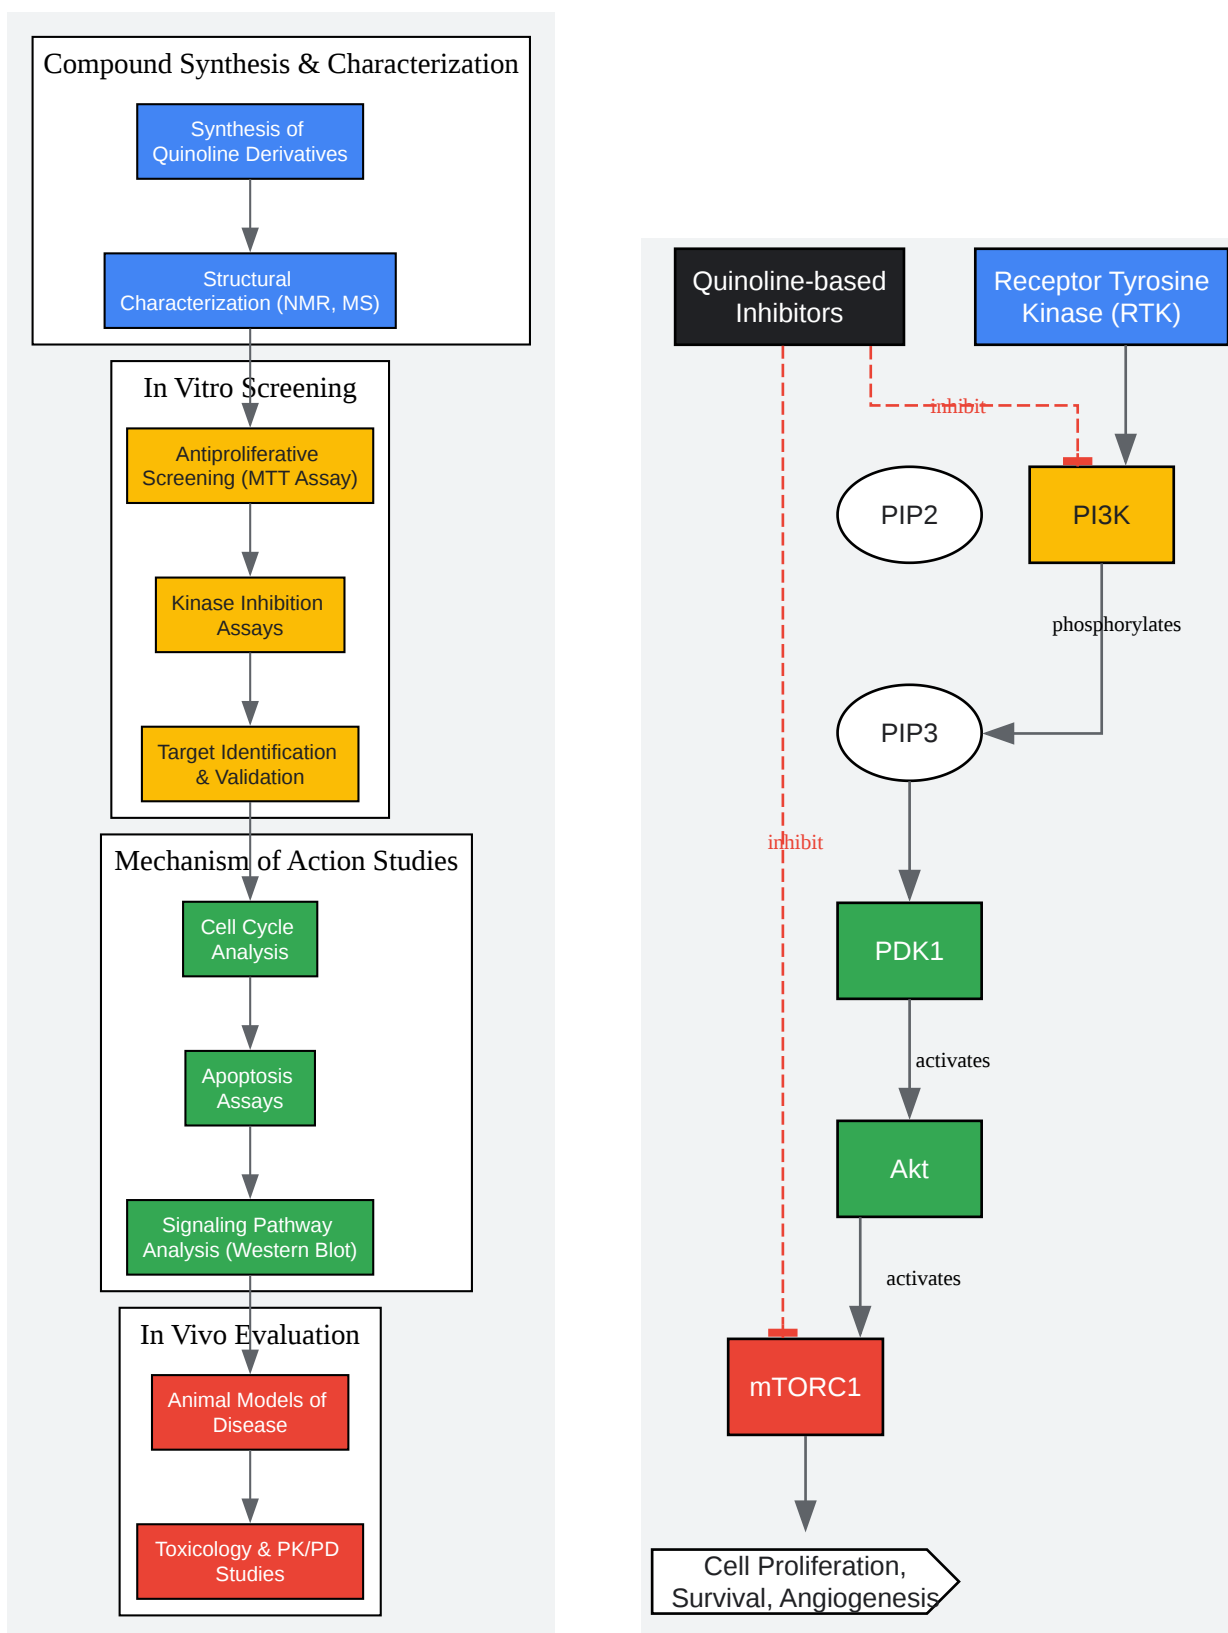 Compound Synthesis & Characterization
Synthesis of
Quinoline Derivatives
Structural
Characterization (NMR, MS)
In Vitro Screening
Antiproliferative
Screening (MTT Assay)
Kinase Inhibition
Assays
Target Identification
& Validation
Mechanism of Action Studies
Cell Cycle
Analysis
Apoptosis
Assays
Signaling Pathway
Analysis (Western Blot)
In Vivo Evaluation
Animal Models of
Disease
Toxicology & PK/PD
Studies
Quinoline-based
Inhibitors
Receptor Tyrosine
Kinase (RTK)
inhibit
PIP2
PI3K
phosphorylates
PIP3
inhibit
PDK1
activates
Akt
activates
mTORC1
Cell Proliferation,
Survival, Angiogenesis